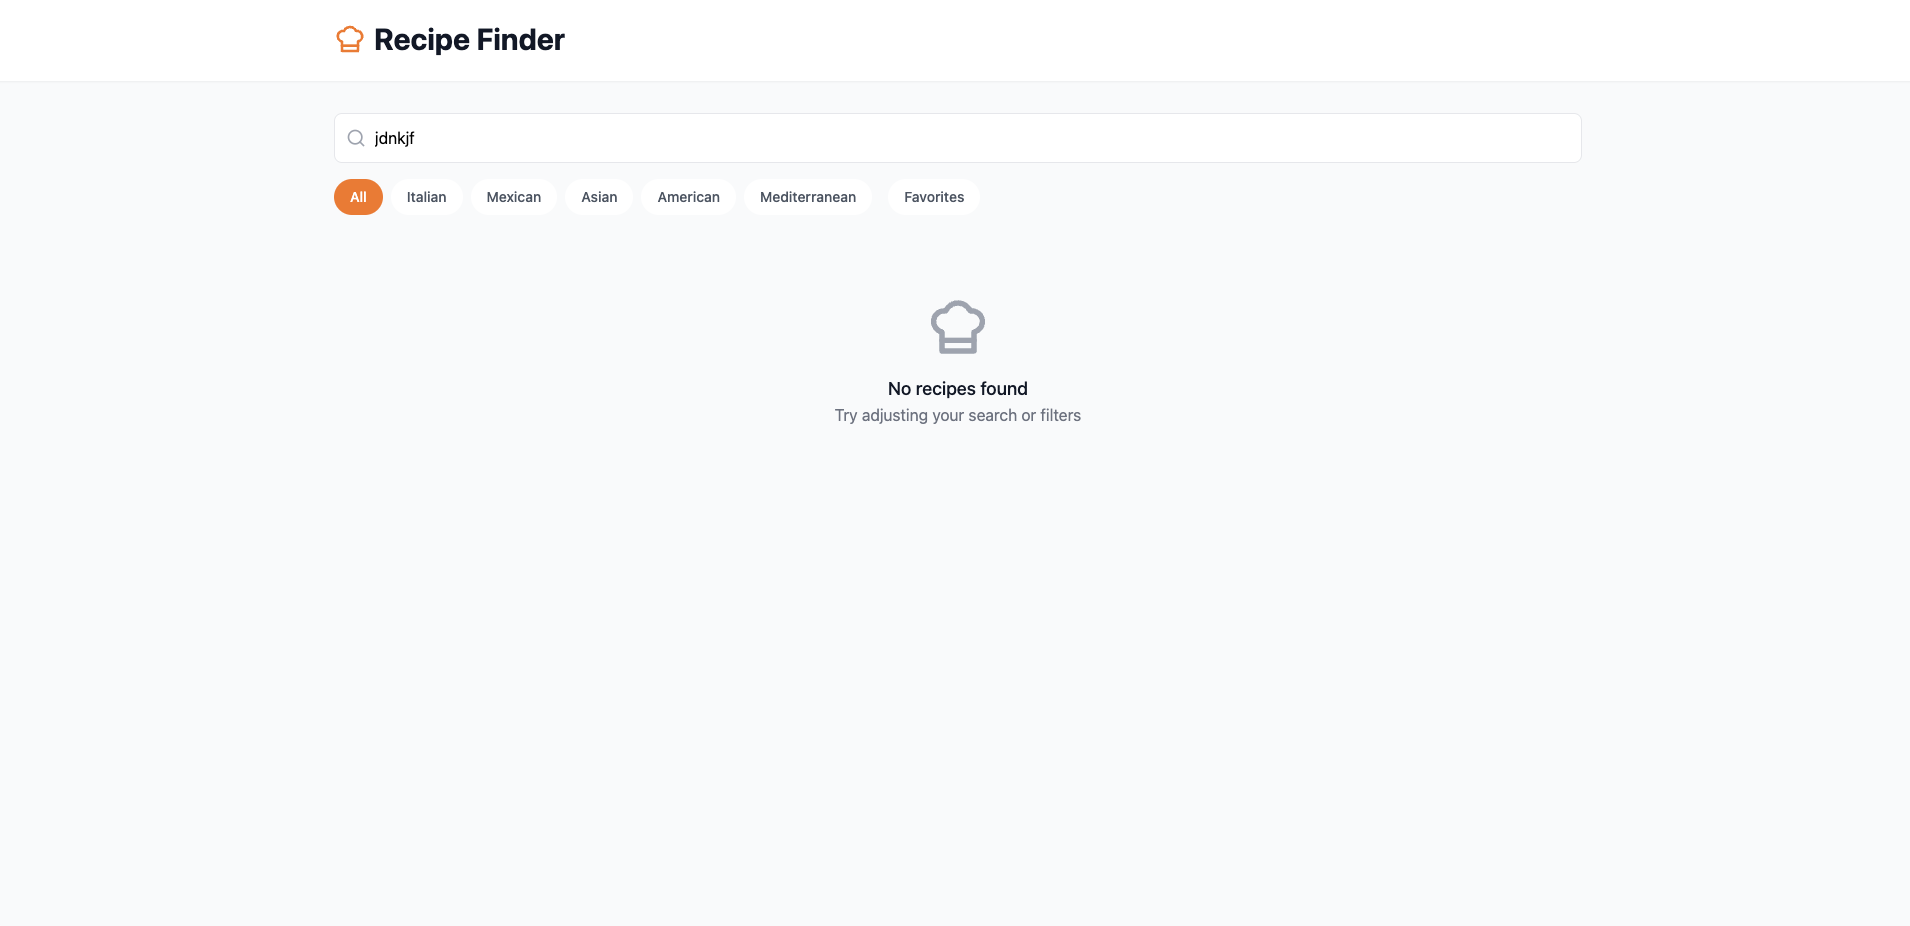 Recipe Finder
jdnkjf
All Italian Mexican Asian American Mediterranean Favorites
No recipes found
Try adjusting your search or filters